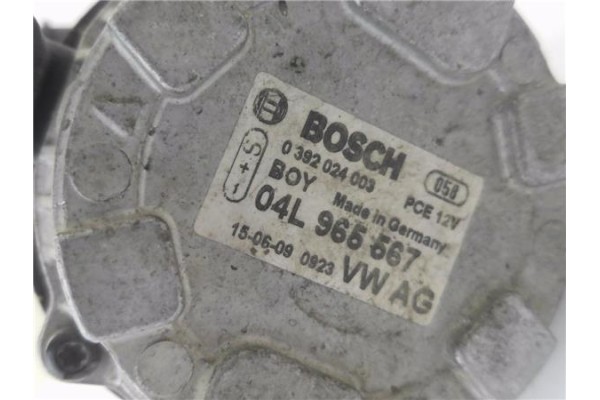 BOSCH
0 392 024 003 058
S + - BOY PCE 12V
Made in Germany
04L 965 567
15-06-09 0923 VW AG